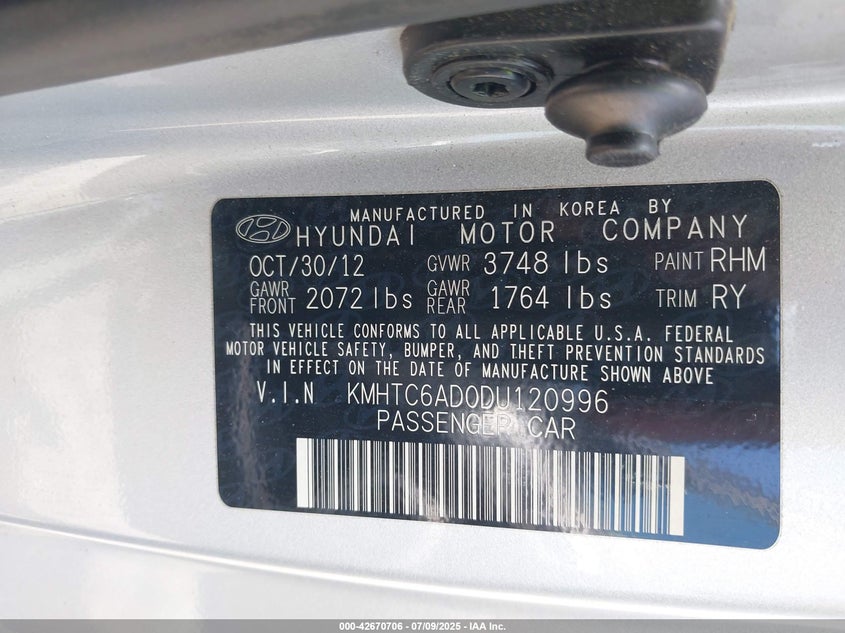 MANUFACTURED IN KOREA BY
HYUNDAI MOTOR COMPANY
OCT/30/12 GVWR 3748 lbs PAINT RHM
GAWR FRONT 2072 lbs GAWR REAR 1764 lbs TRIM RY
THIS VEHICLE CONFORMS TO ALL APPLICABLE U.S.A. FEDERAL
MOTOR VEHICLE SAFETY, BUMPER, AND THEFT PREVENTION STANDARDS
IN EFFECT ON THE DATE OF MANUFACTURE SHOWN ABOVE
V.I.N KMHTC6AD0DU120996
PASSENGER CAR
000-42670706 - 07/09/2025 - IAA Inc.